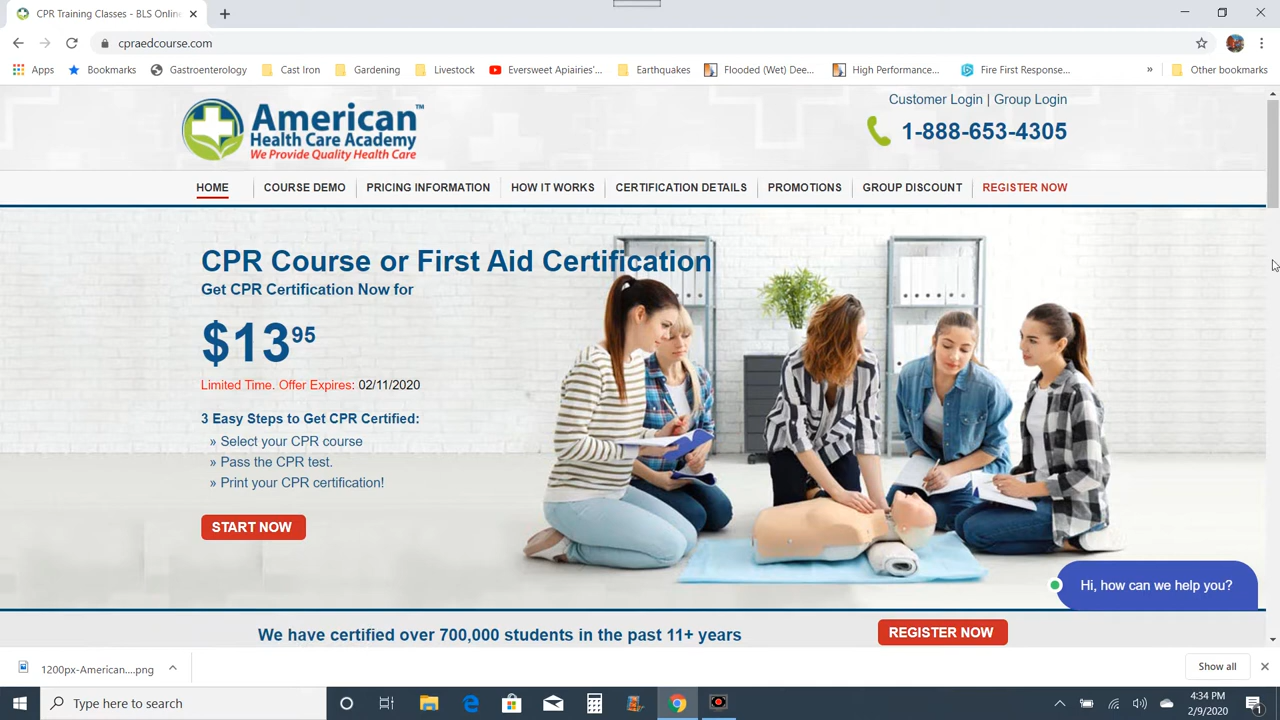 CPR Training Classes - BLS Onlin
cpraedcourse.com
Apps
Bookmarks
Gastroenterology
Cast Iron
Gardening
Livestock
Eversweet Apiairies'...
Earthquakes
Flooded (Wet) Dee...
High Performance...
Fire First Response...
»
Other bookmarks
American™
Health Care Academy
We Provide Quality Health Care
Customer Login | Group Login
1-888-653-4305
HOME
COURSE DEMO
PRICING INFORMATION
HOW IT WORKS
CERTIFICATION DETAILS
PROMOTIONS
GROUP DISCOUNT
REGISTER NOW
CPR Course or First Aid Certification
Get CPR Certification Now for
$13 95
Limited Time. Offer Expires: 02/11/2020
3 Easy Steps to Get CPR Certified:
» Select your CPR course
» Pass the CPR test.
» Print your CPR certification!
START NOW
Hi, how can we help you?
We have certified over 700,000 students in the past 11+ years
REGISTER NOW
1200px-American....png
Show all
Type here to search
4:34 PM
2/9/2020
1